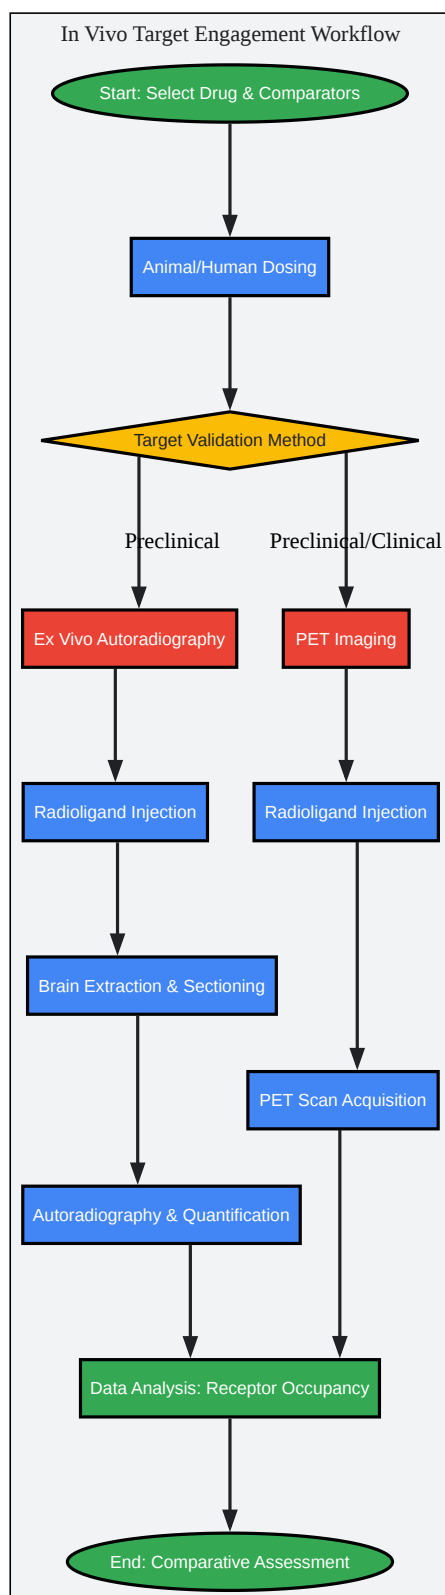 In Vivo Target Engagement Workflow
Start: Select Drug & Comparators
Animal/Human Dosing
Target Validation Method
Preclinical
Preclinical/Clinical
Ex Vivo Autoradiography
PET Imaging
Radioligand Injection
Radioligand Injection
Brain Extraction & Sectioning
PET Scan Acquisition
Autoradiography & Quantification
Data Analysis: Receptor Occupancy
End: Comparative Assessment